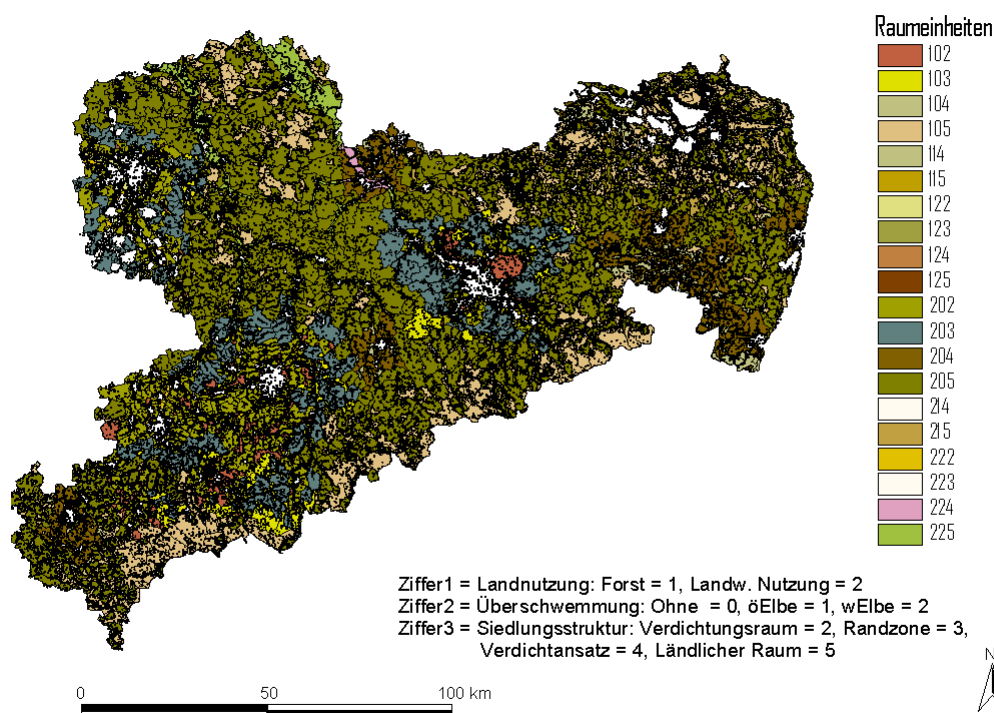 Raumeinheiten
102
103
104
105
114
115
122
123
124
125
202
203
204
205
214
215
222
223
224
225
Ziffer1 = Landnutzung: Forst = 1, Landw. Nutzung = 2
Ziffer2 = Überschwemmung: Ohne = 0, öElbe = 1, wElbe = 2
Ziffer3 = Siedlungsstruktur: Verdichtungsraum = 2, Randzone = 3,
Verdichtansatz = 4, Ländlicher Raum = 5
N
0 50 100 km